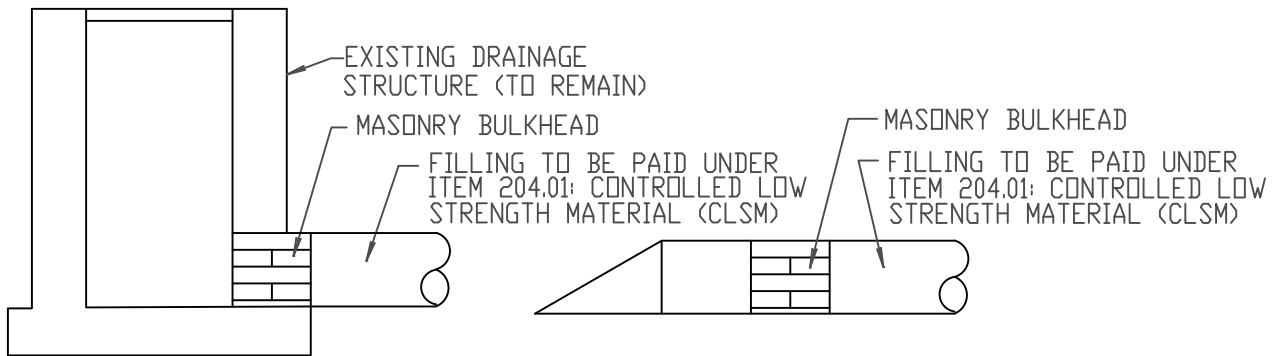 EXISTING DRAINAGE
STRUCTURE (TO REMAIN)
MASONRY BULKHEAD
FILLING TO BE PAID UNDER
ITEM 204.01: CONTROLLED LOW
STRENGTH MATERIAL (CLSM)
MASONRY BULKHEAD
FILLING TO BE PAID UNDER
ITEM 204.01: CONTROLLED LOW
STRENGTH MATERIAL (CLSM)